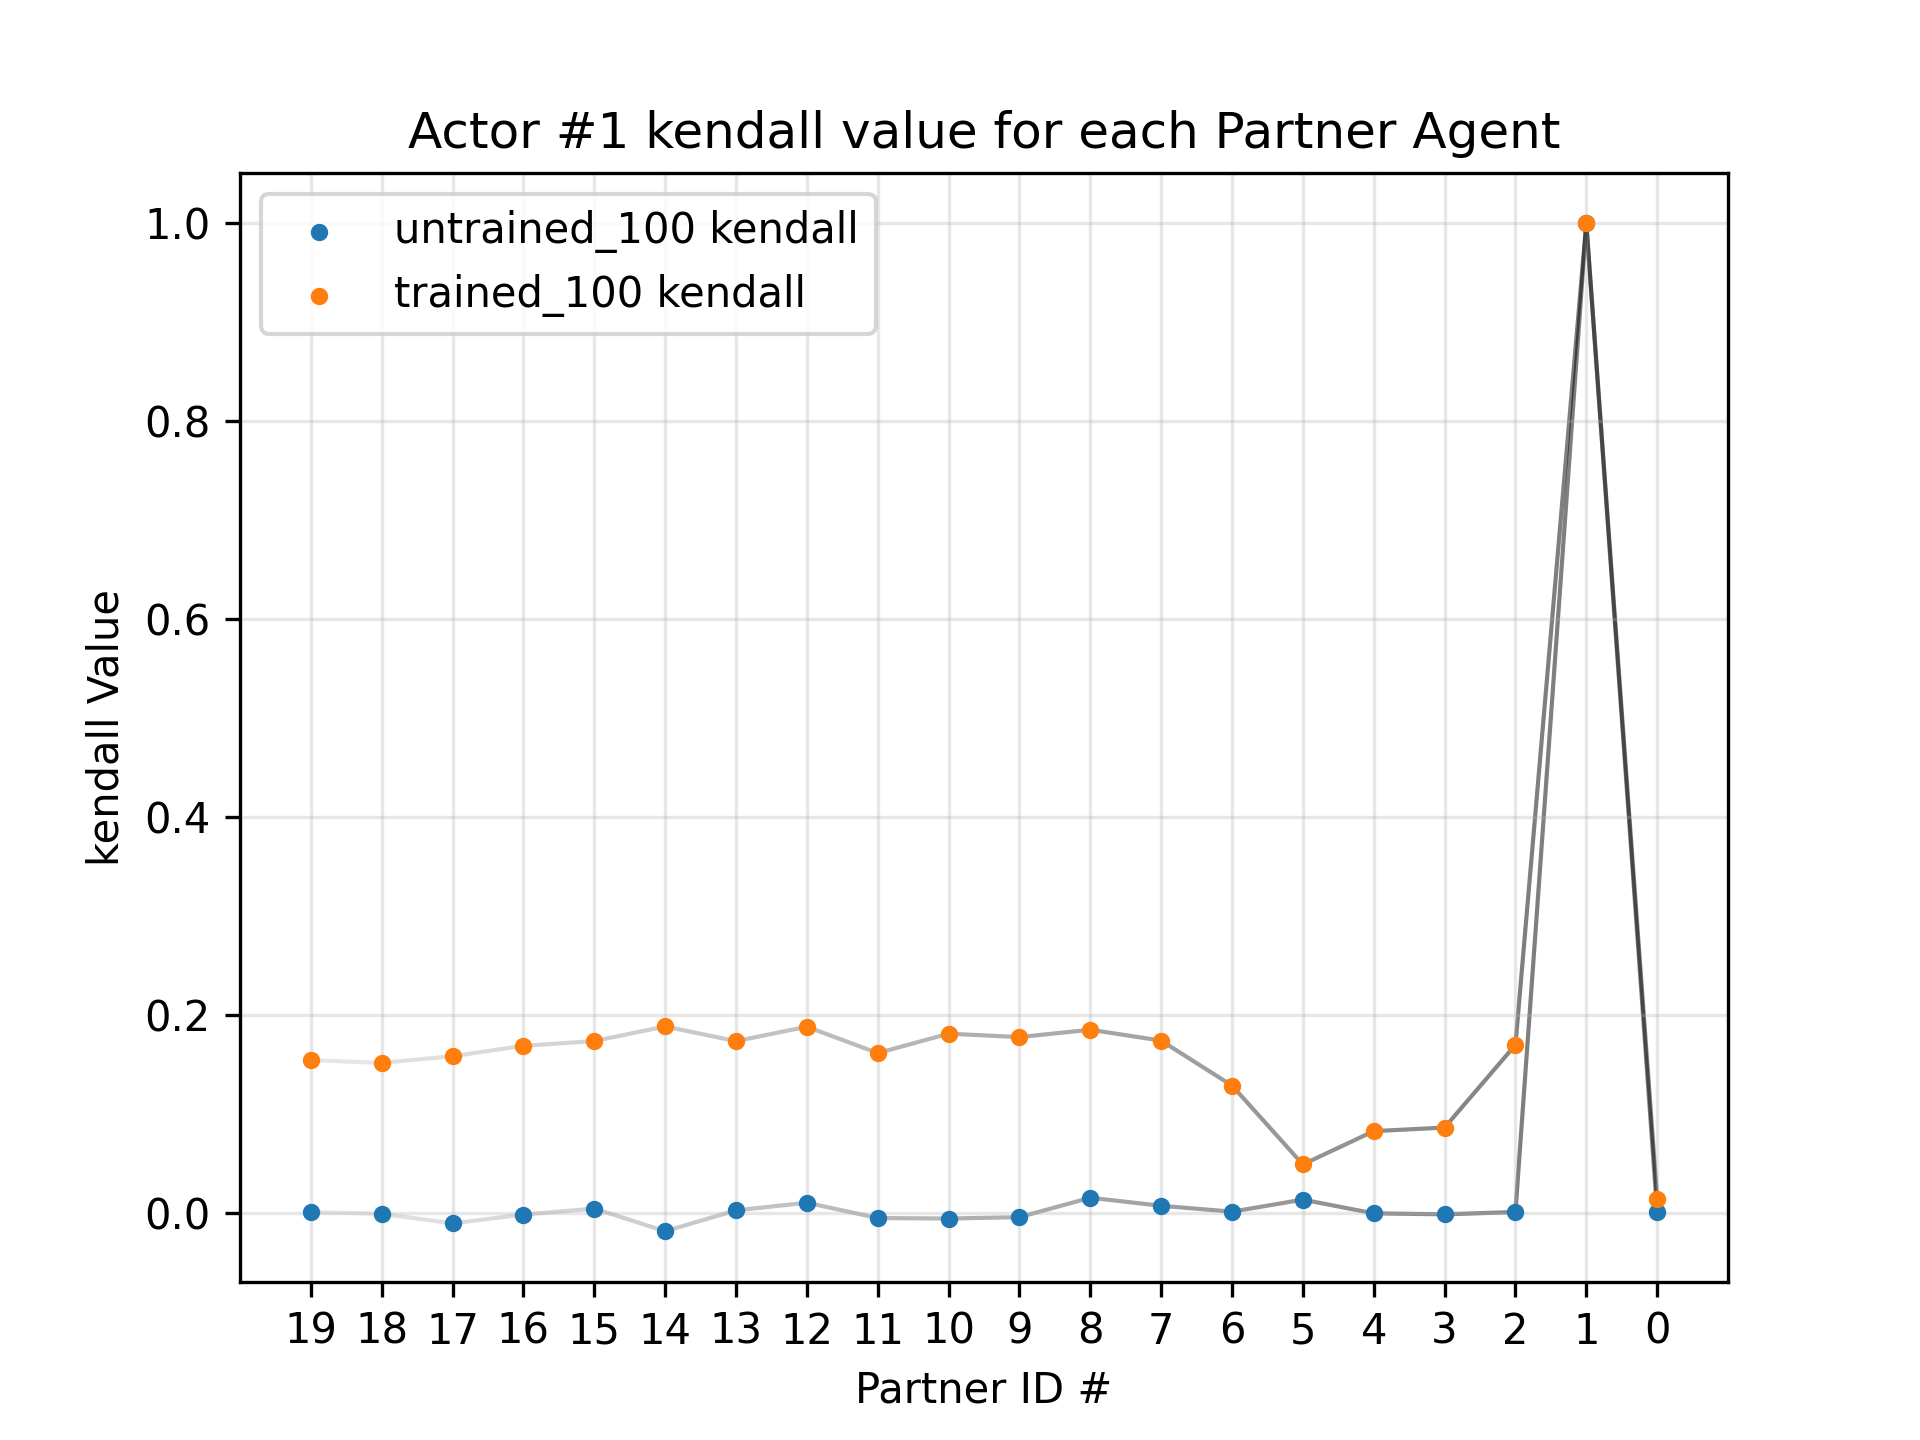 Actor #1 kendall value for each Partner Agent
untrained_100 kendall
trained_100 kendall
1.0
0.8
0.6
0.4
0.2
0.0
kendall Value
19 18 17 16 15 14 13 12 11 10 9 8 7 6 5 4 3 2 1 0
Partner ID #